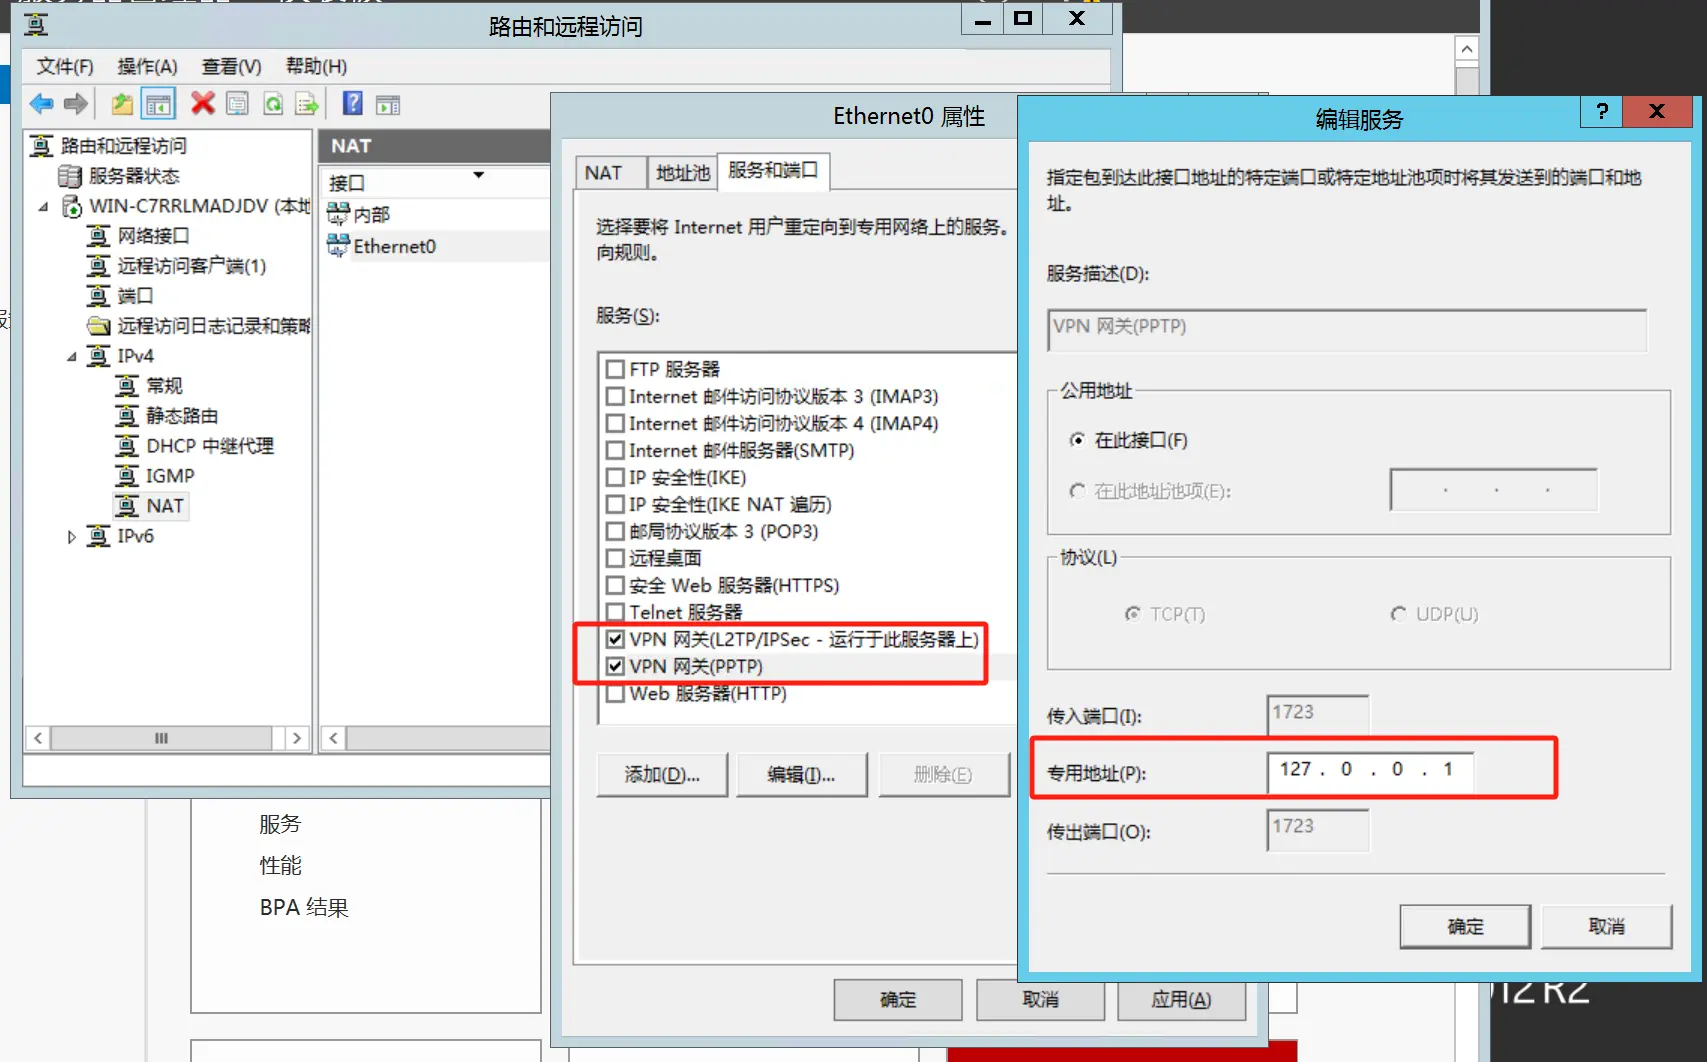 路由和远程访问
文件(F) 操作(A) 查看(V) 帮助(H)
路由和远程访问
服务器状态
WIN-C7RRLMADJDV (本地
网络接口
远程访问客户端(1)
端口
远程访问日志记录和策略
IPv4
常规
静态路由
DHCP 中继代理
IGMP
NAT
IPv6
NAT
接口
内部
Ethernet0
服务
性能
BPA 结果
Ethernet0 属性
NAT 地址池 服务和端口
选择要将 Internet 用户重定向到专用网络上的服务。
向规则。
服务(S):
FTP 服务器
Internet 邮件访问协议版本 3 (IMAP3)
Internet 邮件访问协议版本 4 (IMAP4)
Internet 邮件服务器(SMTP)
IP 安全性(IKE)
IP 安全性(IKE NAT 遍历)
邮局协议版本 3 (POP3)
远程桌面
安全 Web 服务器(HTTPS)
Telnet 服务器
VPN 网关(L2TP/IPSec - 运行于此服务器上)
VPN 网关(PPTP)
Web 服务器(HTTP)
添加(D)... 编辑(I)... 删除(E)
确定 取消 应用(A)
编辑服务
指定包到达此接口地址的特定端口或特定地址池项时将其发送到的端口和地
址。
服务描述(D):
VPN 网关(PPTP)
公用地址
在此接口(F)
在此地址池项(E):
协议(L)
TCP(T) UDP(U)
传入端口(I): 1723
专用地址(P): 127 . 0 . 0 . 1
传出端口(O): 1723
确定 取消
012 R2